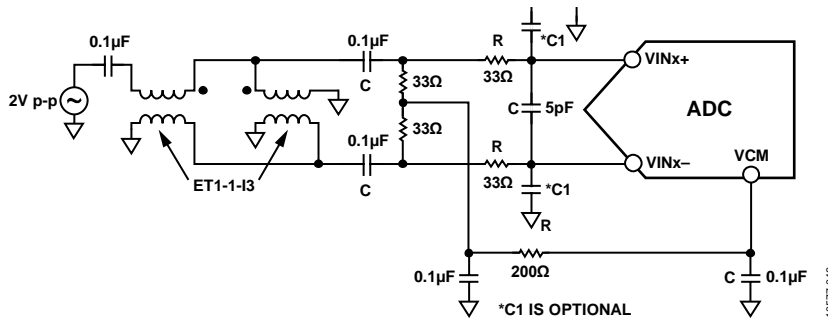 *C1
0.1µF
0.1µF
R
33Ω
VINx+
C
33Ω
2V p-p
C
5pF
ADC
33Ω
R
33Ω
VINx–
VCM
0.1µF
C
ET1-1-I3
*C1
R
0.1µF
200Ω
C
0.1µF
*C1 IS OPTIONAL